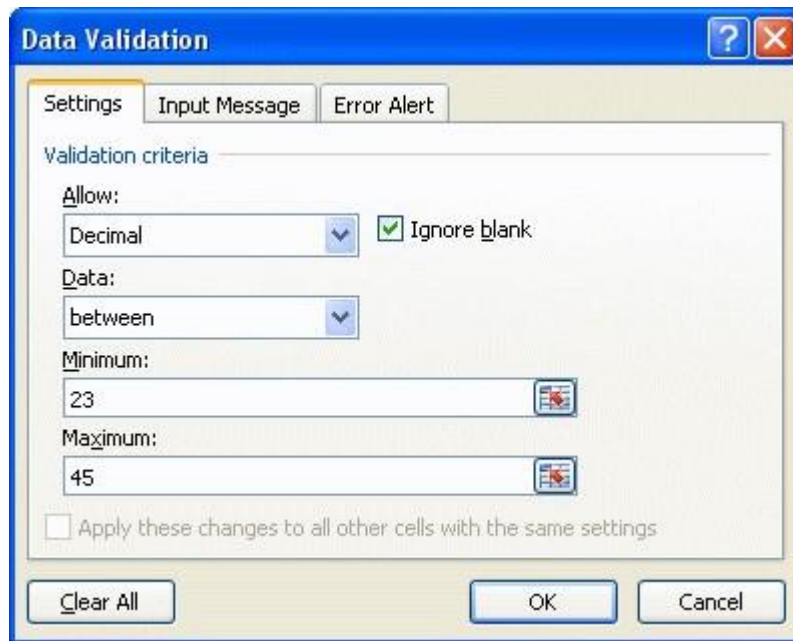 Data Validation
Settings Input Message Error Alert
Validation criteria
Allow:
Decimal Ignore blank
Data:
between
Minimum:
23
Maximum:
45
Apply these changes to all other cells with the same settings
Clear All OK Cancel